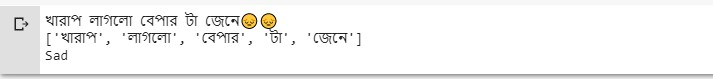 খারাপ লাগলো বেপার টা জেনে😞😞
['খারাপ', 'লাগলো', 'বেপার', 'টা', 'জেনে']
Sad